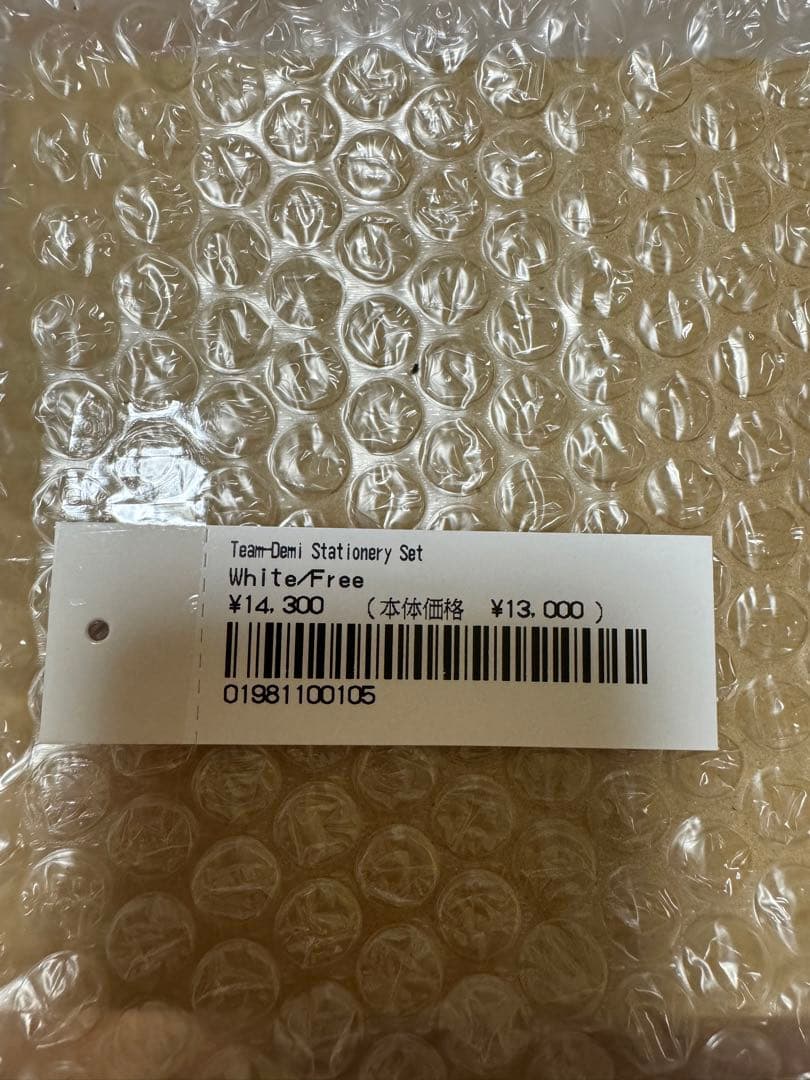 Team-Demi Stationery Set
White/Free
¥14,300 (本体価格 ¥13,000 )
01981100105